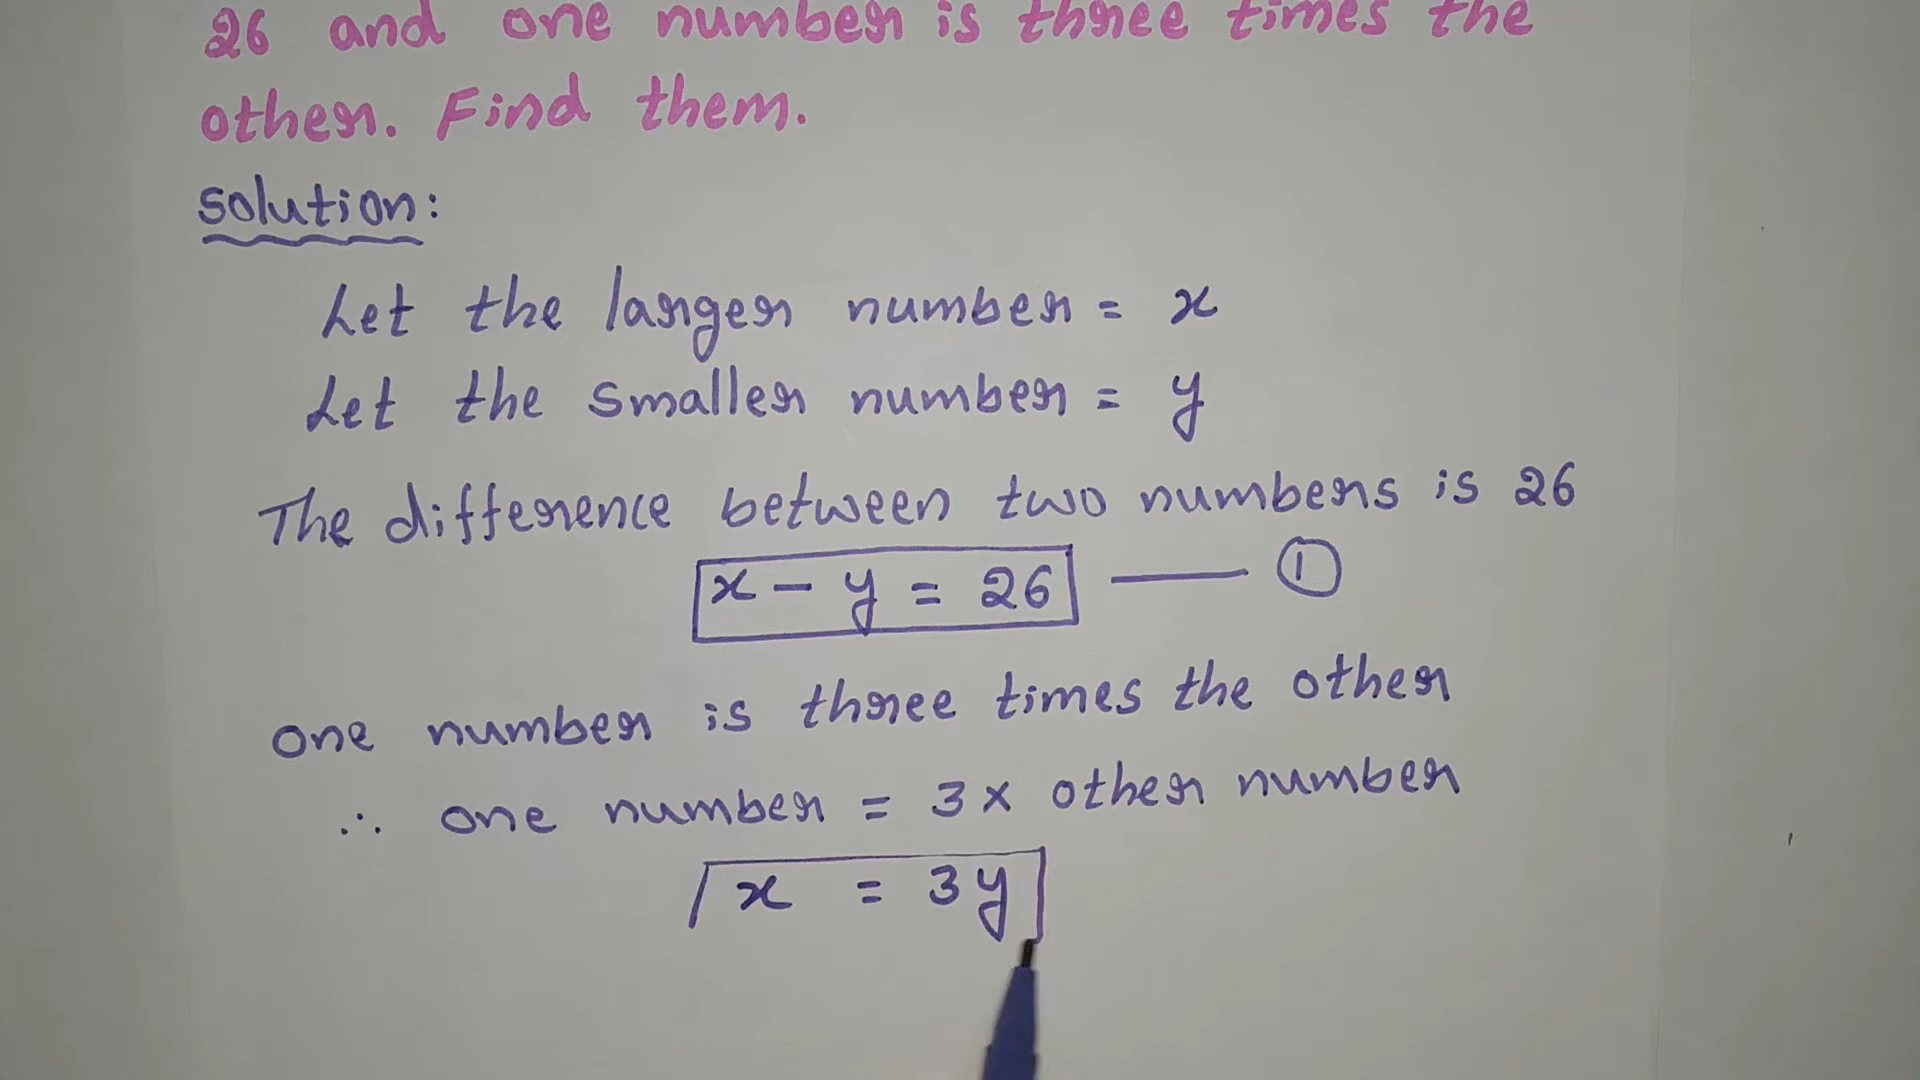 26 and one number is three times the
other. Find them.
Solution:
Let the larger number = x
Let the smaller number = y
The difference between two numbers is 26
x - y = 26 —— ①
one number is three times the other
∴ one number = 3 x other number
x = 3y